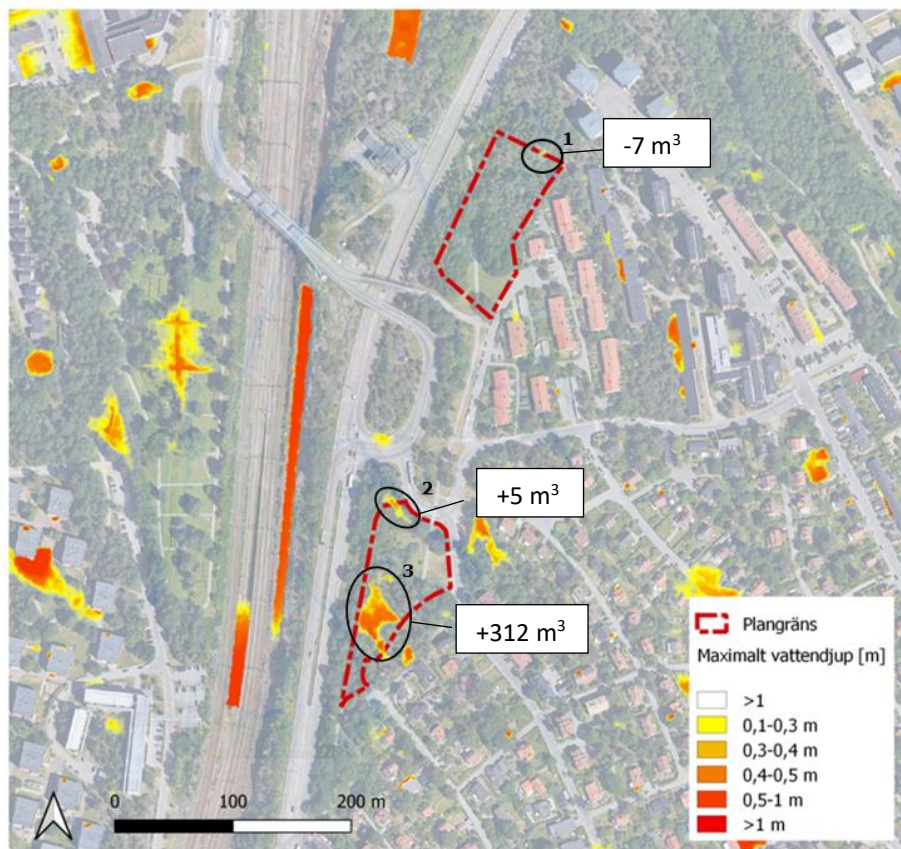 1
-7 m³
2
+5 m³
3
+312 m³
Plangräns
Maximalt vattendjup [m]
>1
0,1-0,3 m
0,3-0,4 m
0,4-0,5 m
0,5-1 m
>1 m
0 100 200 m